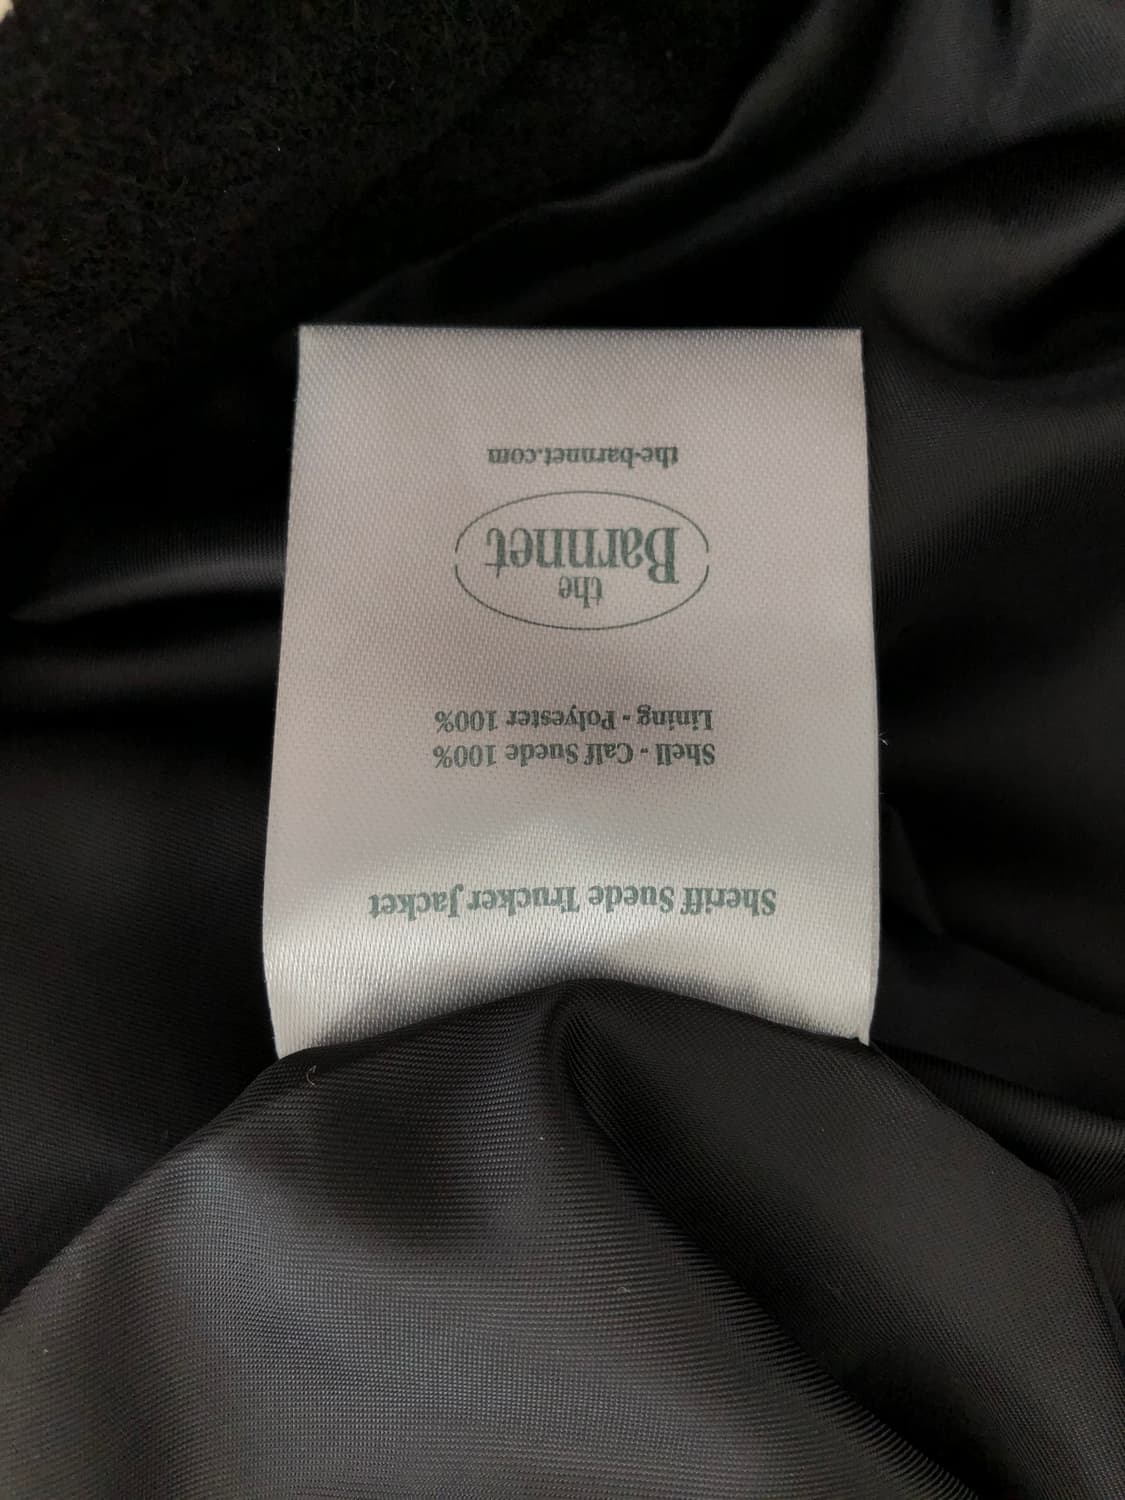 Sheriff Suede Trucker Jacket
Shell - Calf Suede 100%
Lining - Polyester 100%
the
Barnnet
the-barnnet.com